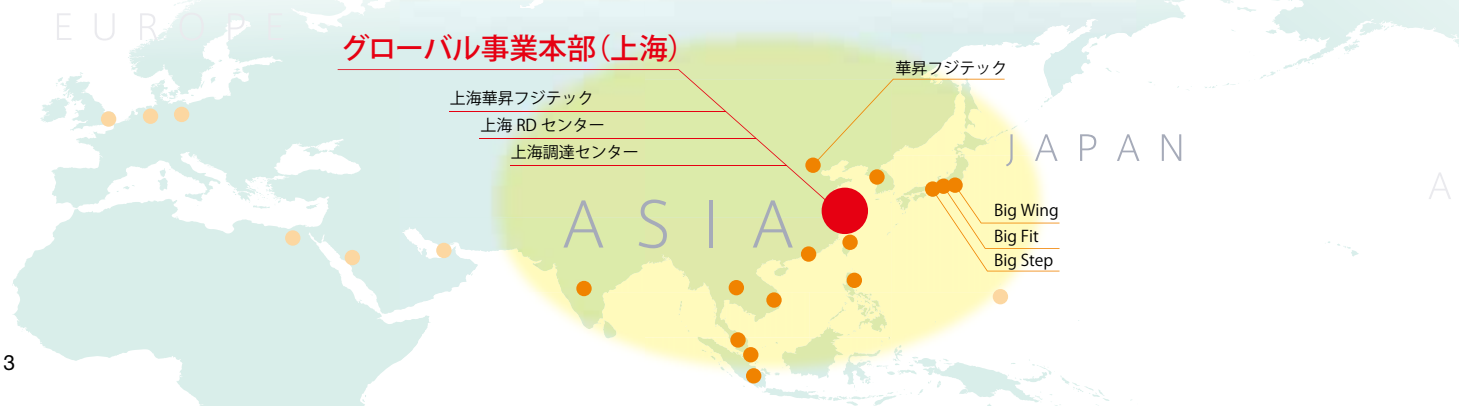 EUROPE
グローバル事業本部(上海)
華昇フジテック
上海華昇フジテック
上海 RD センター
上海調達センター
JAPAN
ASIA
A
Big Wing
Big Fit
Big Step
3